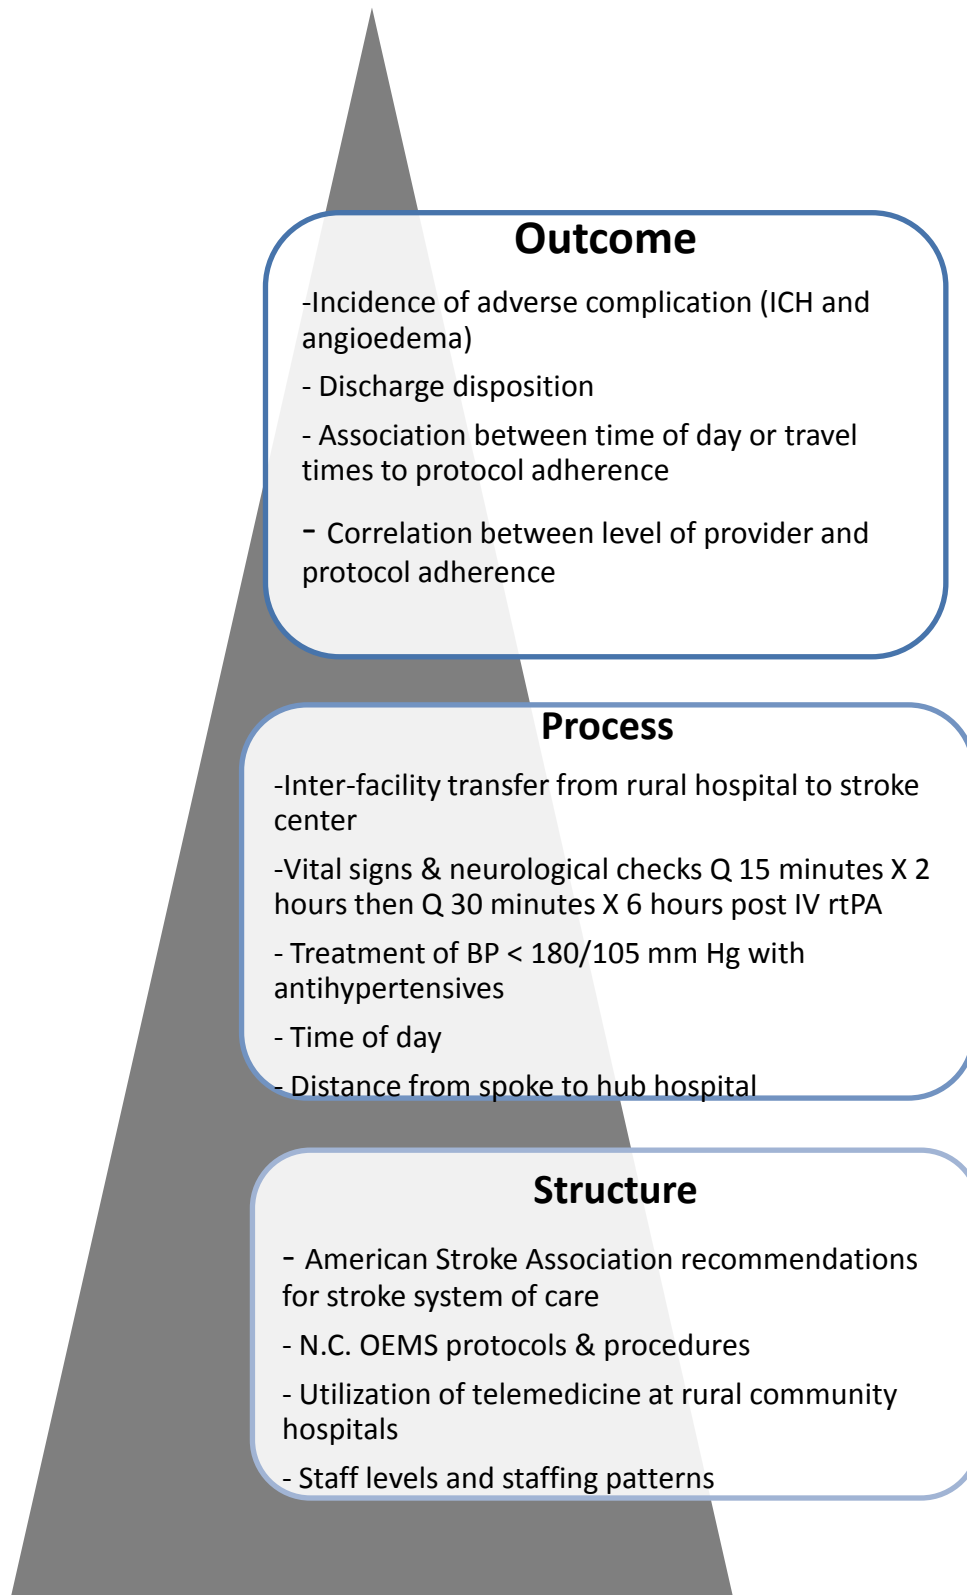 Outcome
-Incidence of adverse complication (ICH and
angioedema)
- Discharge disposition
- Association between time of day or travel
times to protocol adherence
- Correlation between level of provider and
protocol adherence
Process
-Inter-facility transfer from rural hospital to stroke
center
-Vital signs & neurological checks Q 15 minutes X 2
hours then Q 30 minutes X 6 hours post IV rtPA
- Treatment of BP < 180/105 mm Hg with
antihypertensives
- Time of day
- Distance from spoke to hub hospital
Structure
- American Stroke Association recommendations
for stroke system of care
- N.C. OEMS protocols & procedures
- Utilization of telemedicine at rural community
hospitals
- Staff levels and staffing patterns